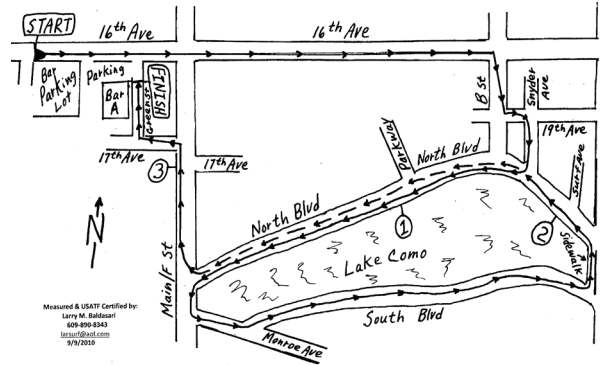 START
16th Ave
16th Ave
Bar
Parking
Lot
Parking
Bar
A
Green St
FINISH
B St
Snyder
Ave
19th Ave
Surf Ave
17th Ave
17th Ave
3
Parkway
North Blvd
North Blvd
1
2
Sidewalk
Lake Como
N
Main/F St
South Blvd
Monroe Ave
Measured & USATF Certified by:
Larry M. Baldasari
609-890-8343
larsurf@aol.com
9/9/2010